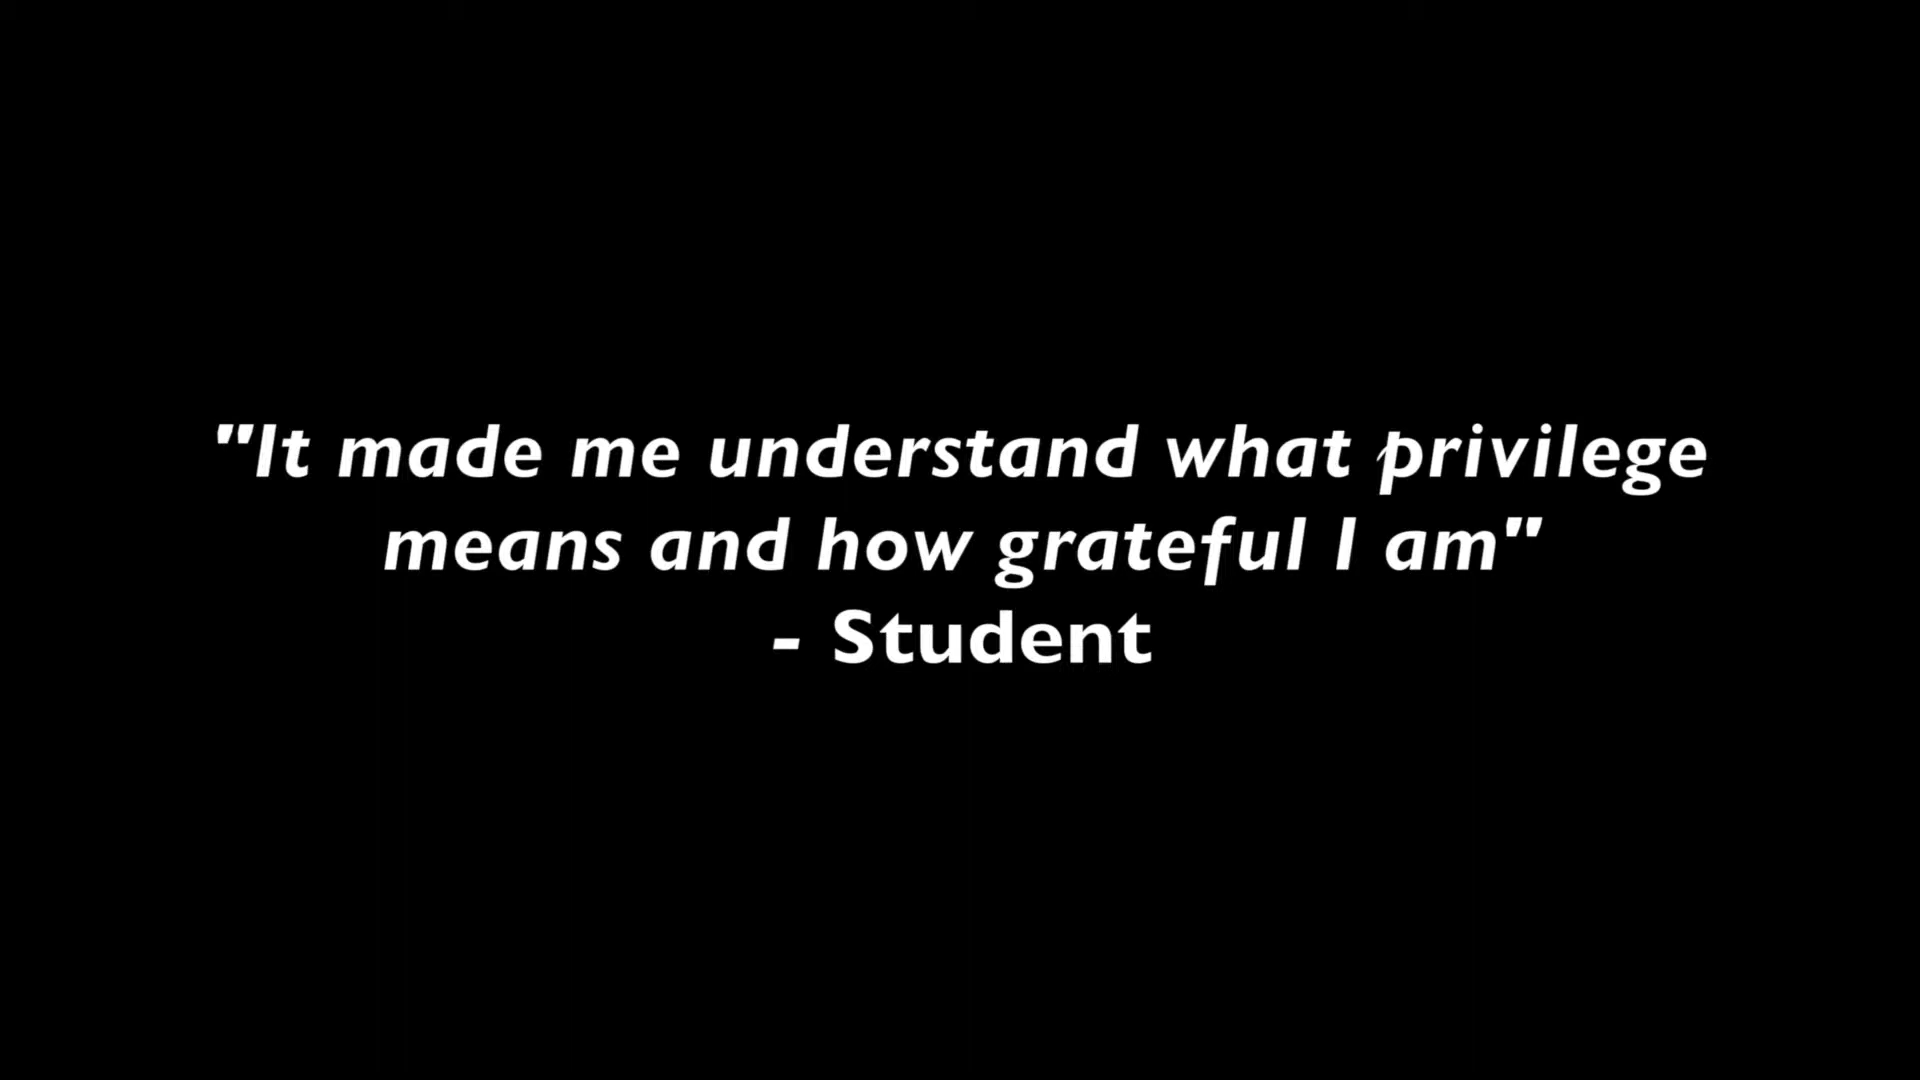 "It made me understand what privilege
means and how grateful I am"
- Student